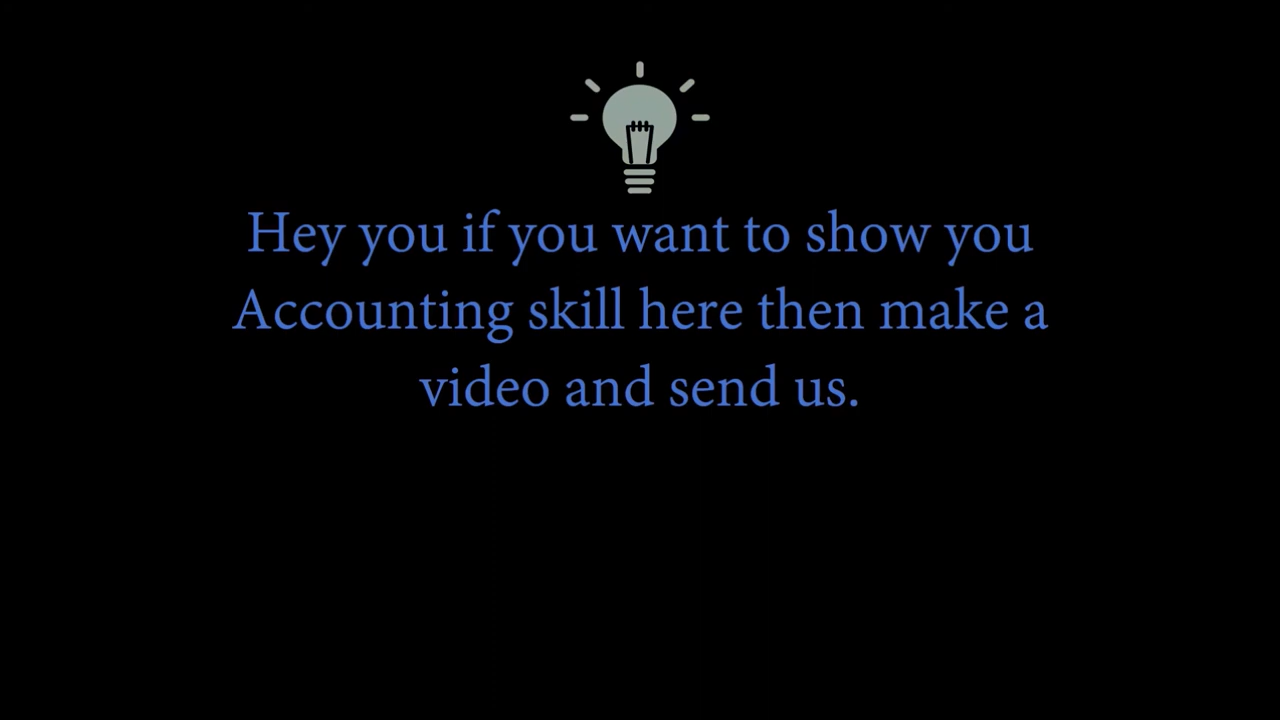 Hey you if you want to show you
Accounting skill here then make a
video and send us.